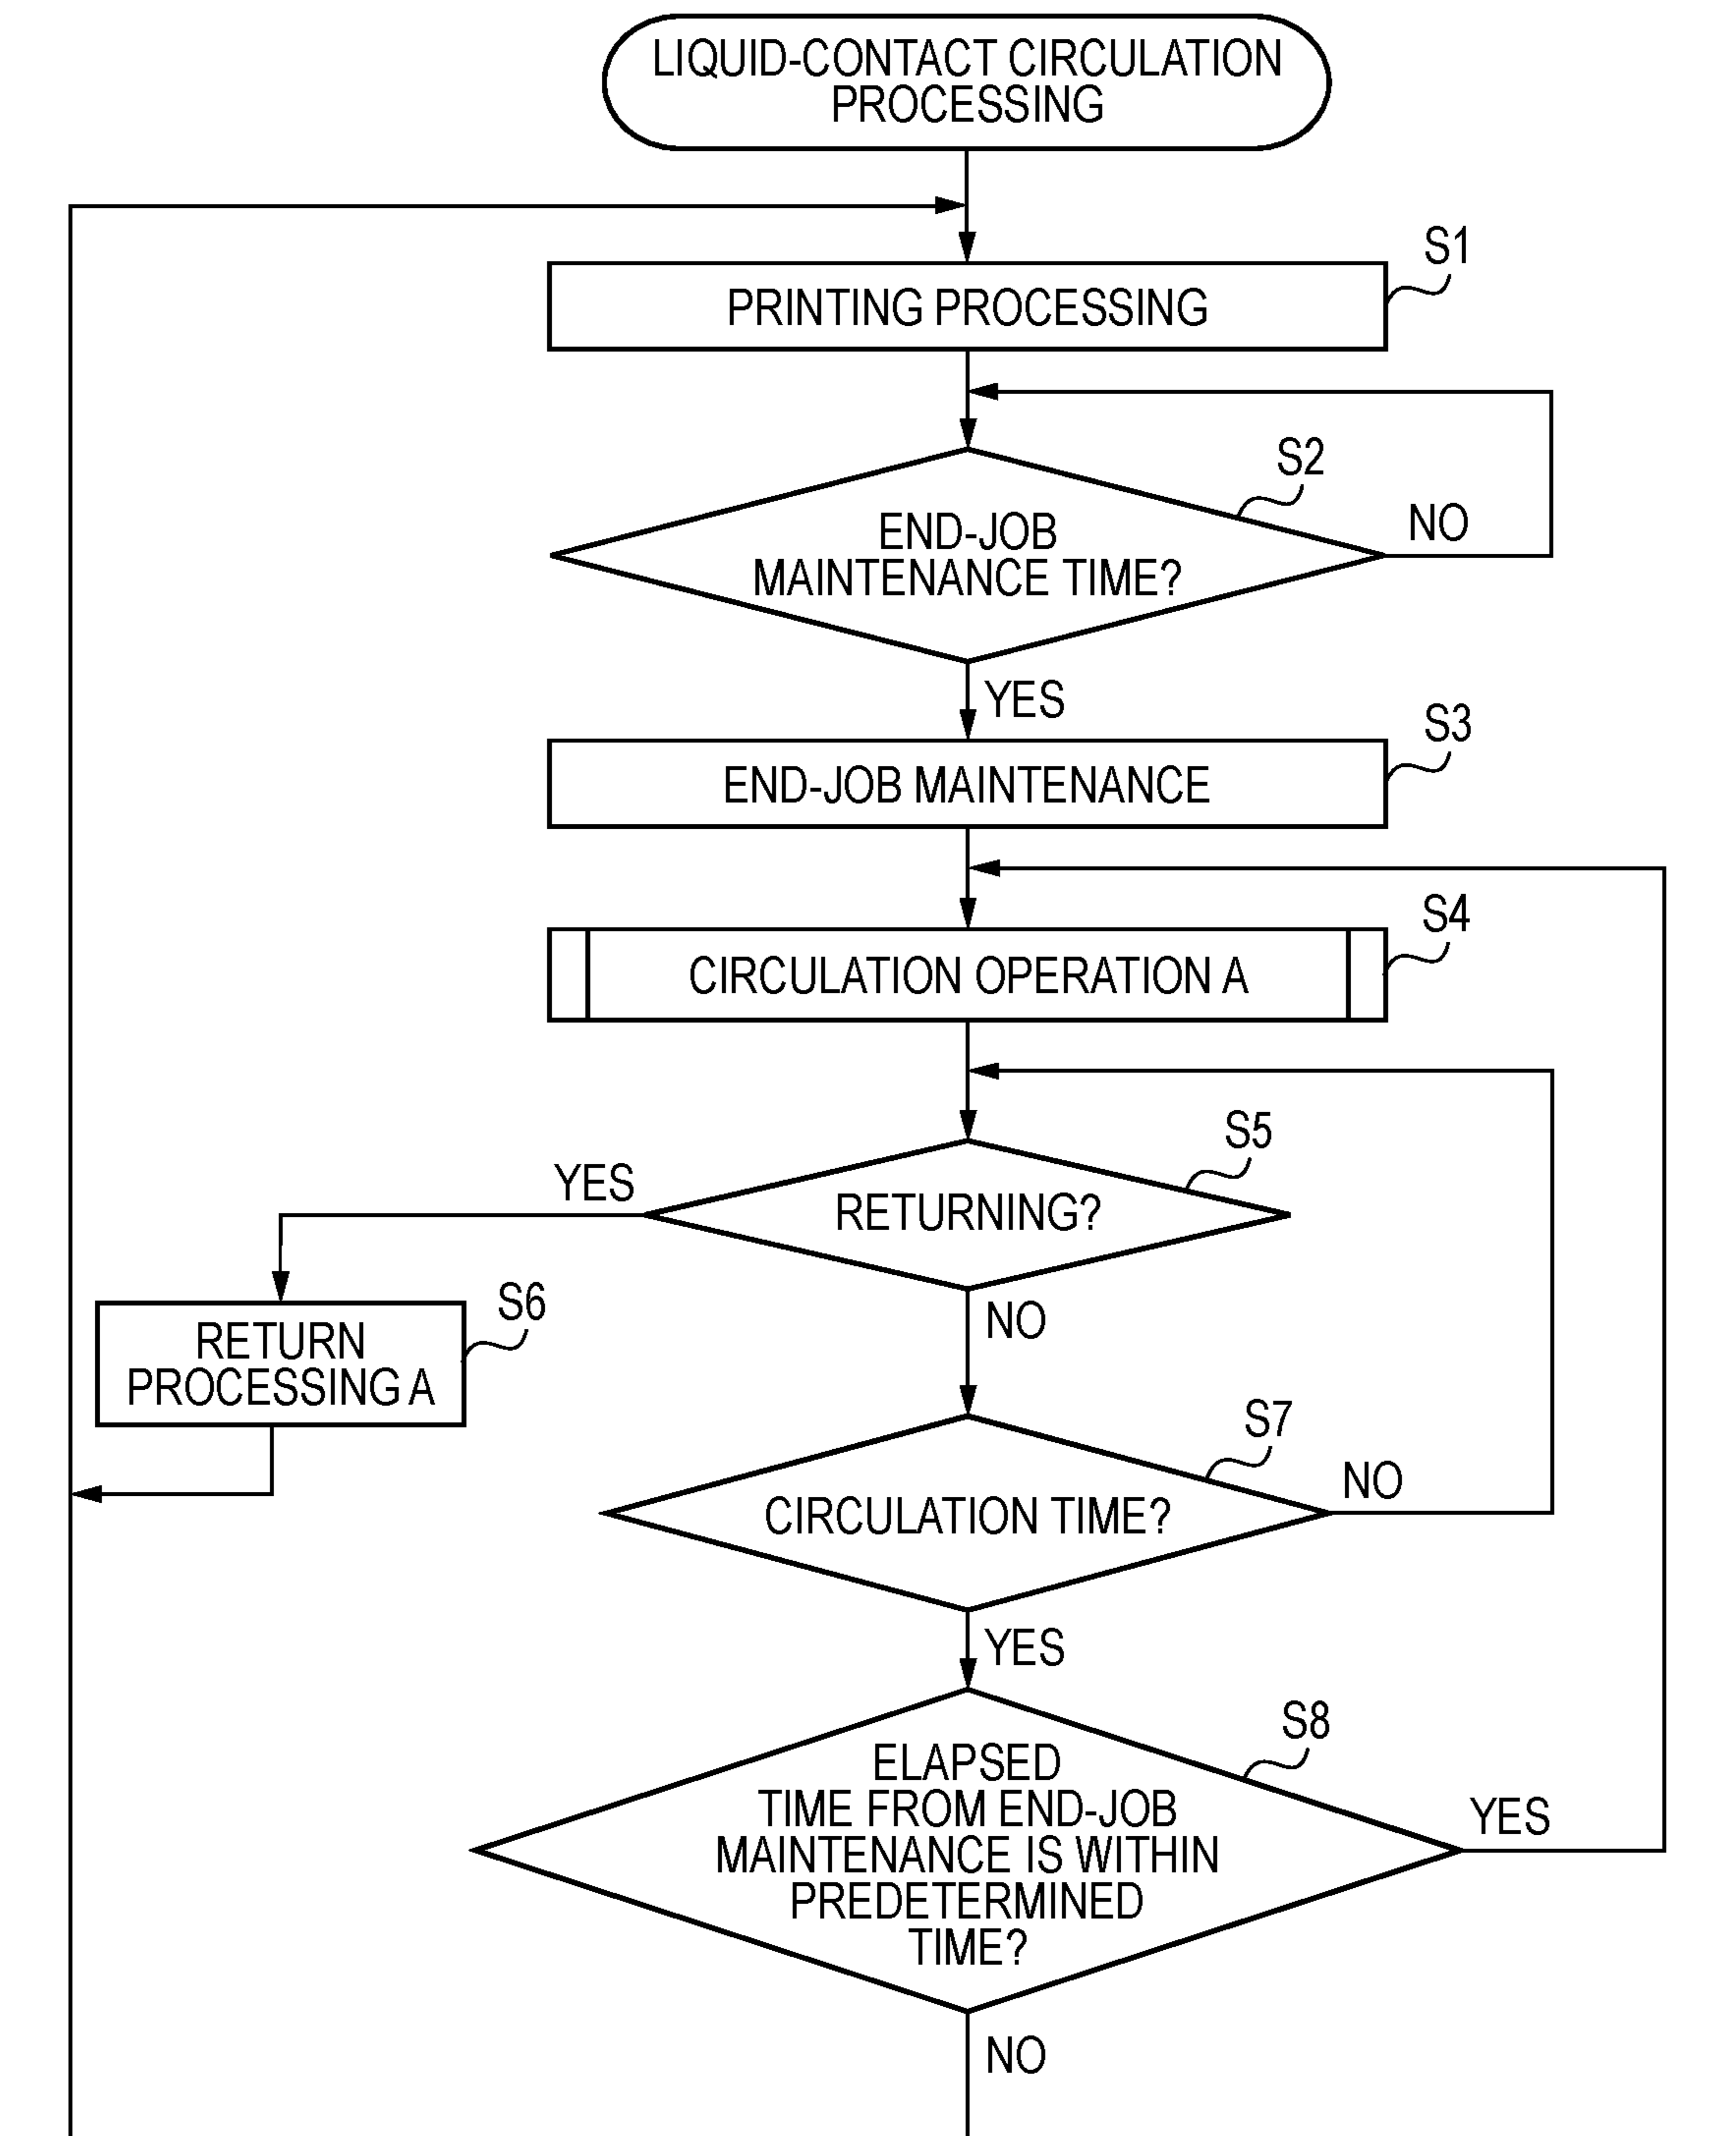 LIQUID-CONTACT CIRCULATION
PROCESSING
S1
PRINTING PROCESSING
S2
END-JOB
MAINTENANCE TIME?
NO
YES
S3
END-JOB MAINTENANCE
S4
CIRCULATION OPERATION A
S5
YES
RETURNING?
S6
NO
RETURN
PROCESSING A
S7
CIRCULATION TIME?
NO
YES
S8
ELAPSED
TIME FROM END-JOB
MAINTENANCE IS WITHIN
PREDETERMINED
TIME?
YES
NO